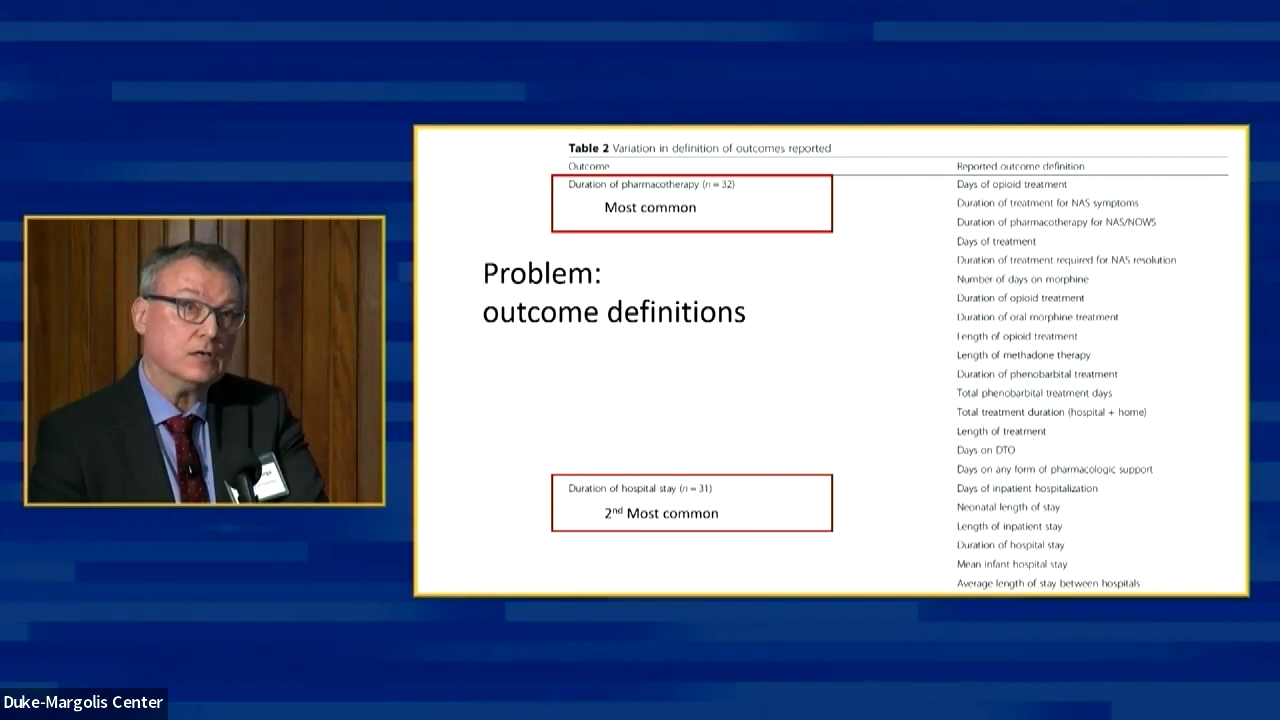 Table 2 Variation in definition of outcomes reported
Outcome
Reported outcome definition
Duration of pharmacotherapy (n = 32)
Most common
Days of opioid treatment
Duration of treatment for NAS symptoms
Duration of pharmacotherapy for NAS/NOWS
Days of treatment
Duration of treatment required for NAS resolution
Number of days on morphine
Duration of opioid treatment
Duration of oral morphine treatment
Length of opioid treatment
Length of methadone therapy
Duration of phenobarbital treatment
Total phenobarbital treatment days
Total treatment duration (hospital + home)
Length of treatment
Days on DTO
Days on any form of pharmacologic support
Problem:
outcome definitions
Duration of hospital stay (n = 31)
2nd Most common
Days of inpatient hospitalization
Neonatal length of stay
Length of inpatient stay
Duration of hospital stay
Mean infant hospital stay
Average length of stay between hospitals
Duke-Margolis Center